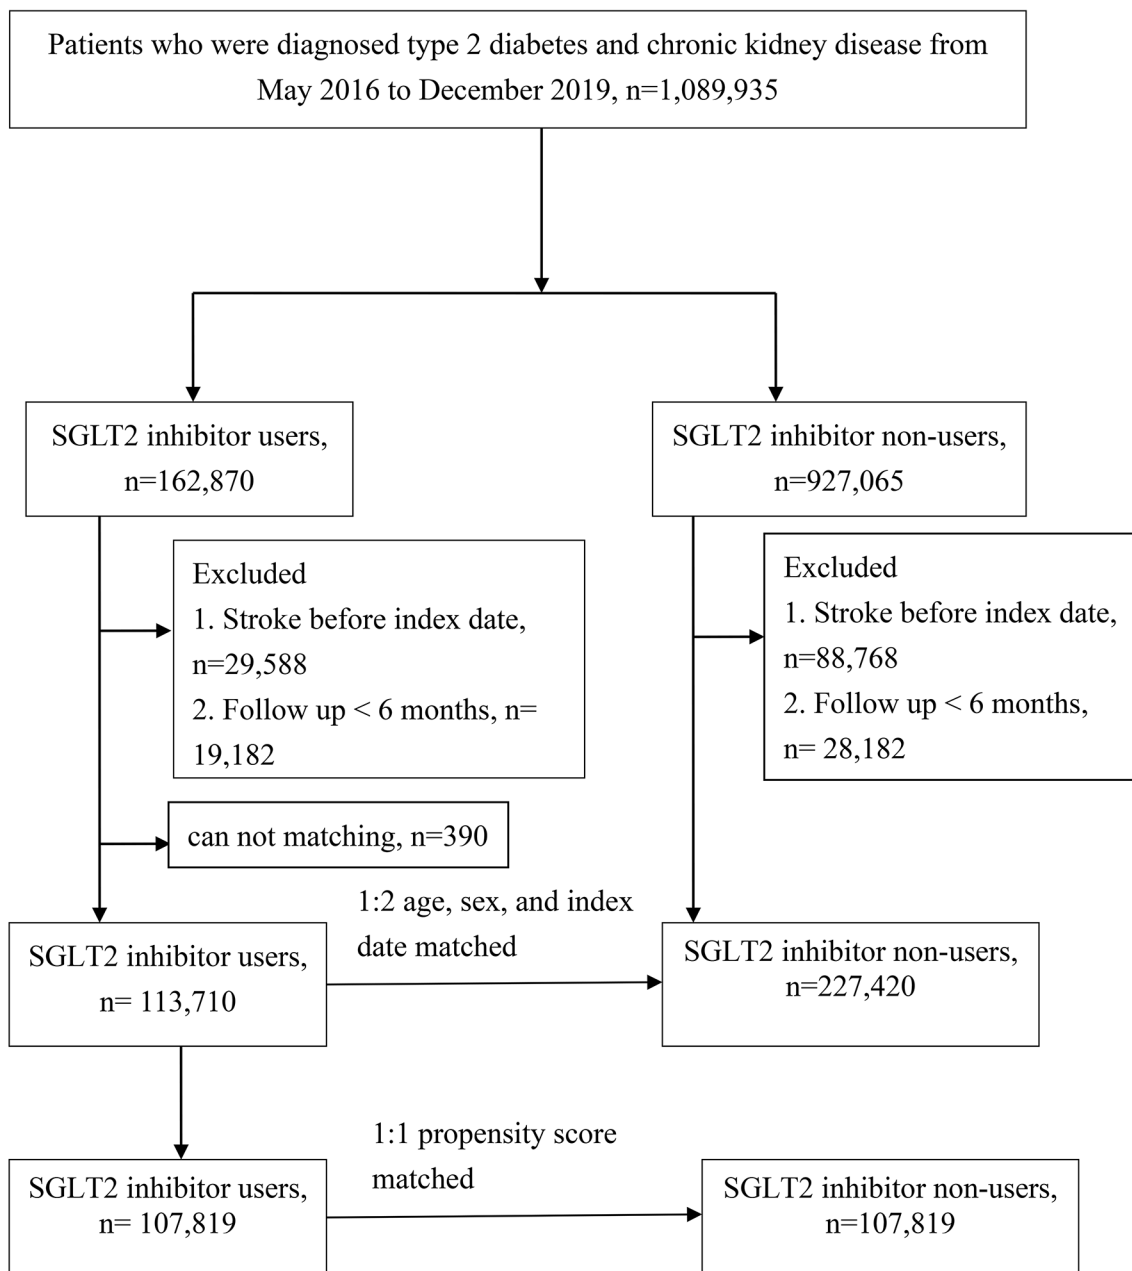 Patients who were diagnosed type 2 diabetes and chronic kidney disease from
May 2016 to December 2019, n=1,089,935
SGLT2 inhibitor users,
n=162,870
SGLT2 inhibitor non-users,
n=927,065
Excluded
1. Stroke before index date,
n=29,588
2. Follow up < 6 months, n=
19,182
Excluded
1. Stroke before index date,
n=88,768
2. Follow up < 6 months,
n= 28,182
can not matching, n=390
1:2 age, sex, and index
date matched
SGLT2 inhibitor users,
n= 113,710
SGLT2 inhibitor non-users,
n=227,420
1:1 propensity score
matched
SGLT2 inhibitor users,
n= 107,819
SGLT2 inhibitor non-users,
n=107,819